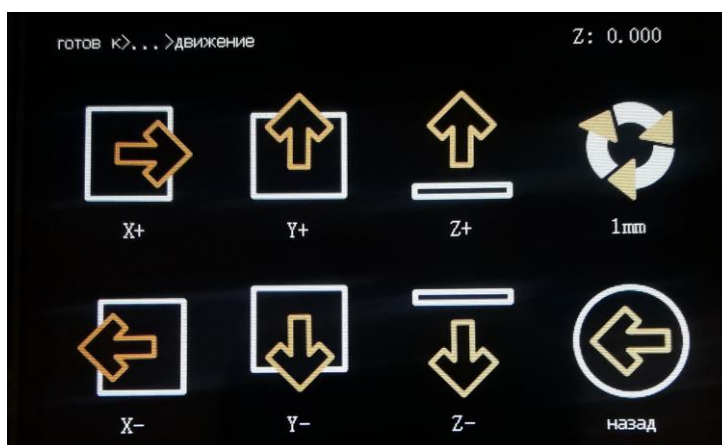 готов к>...>движение
Z: 0.000
X+
Y+
Z+
1mm
X-
Y-
Z-
назад